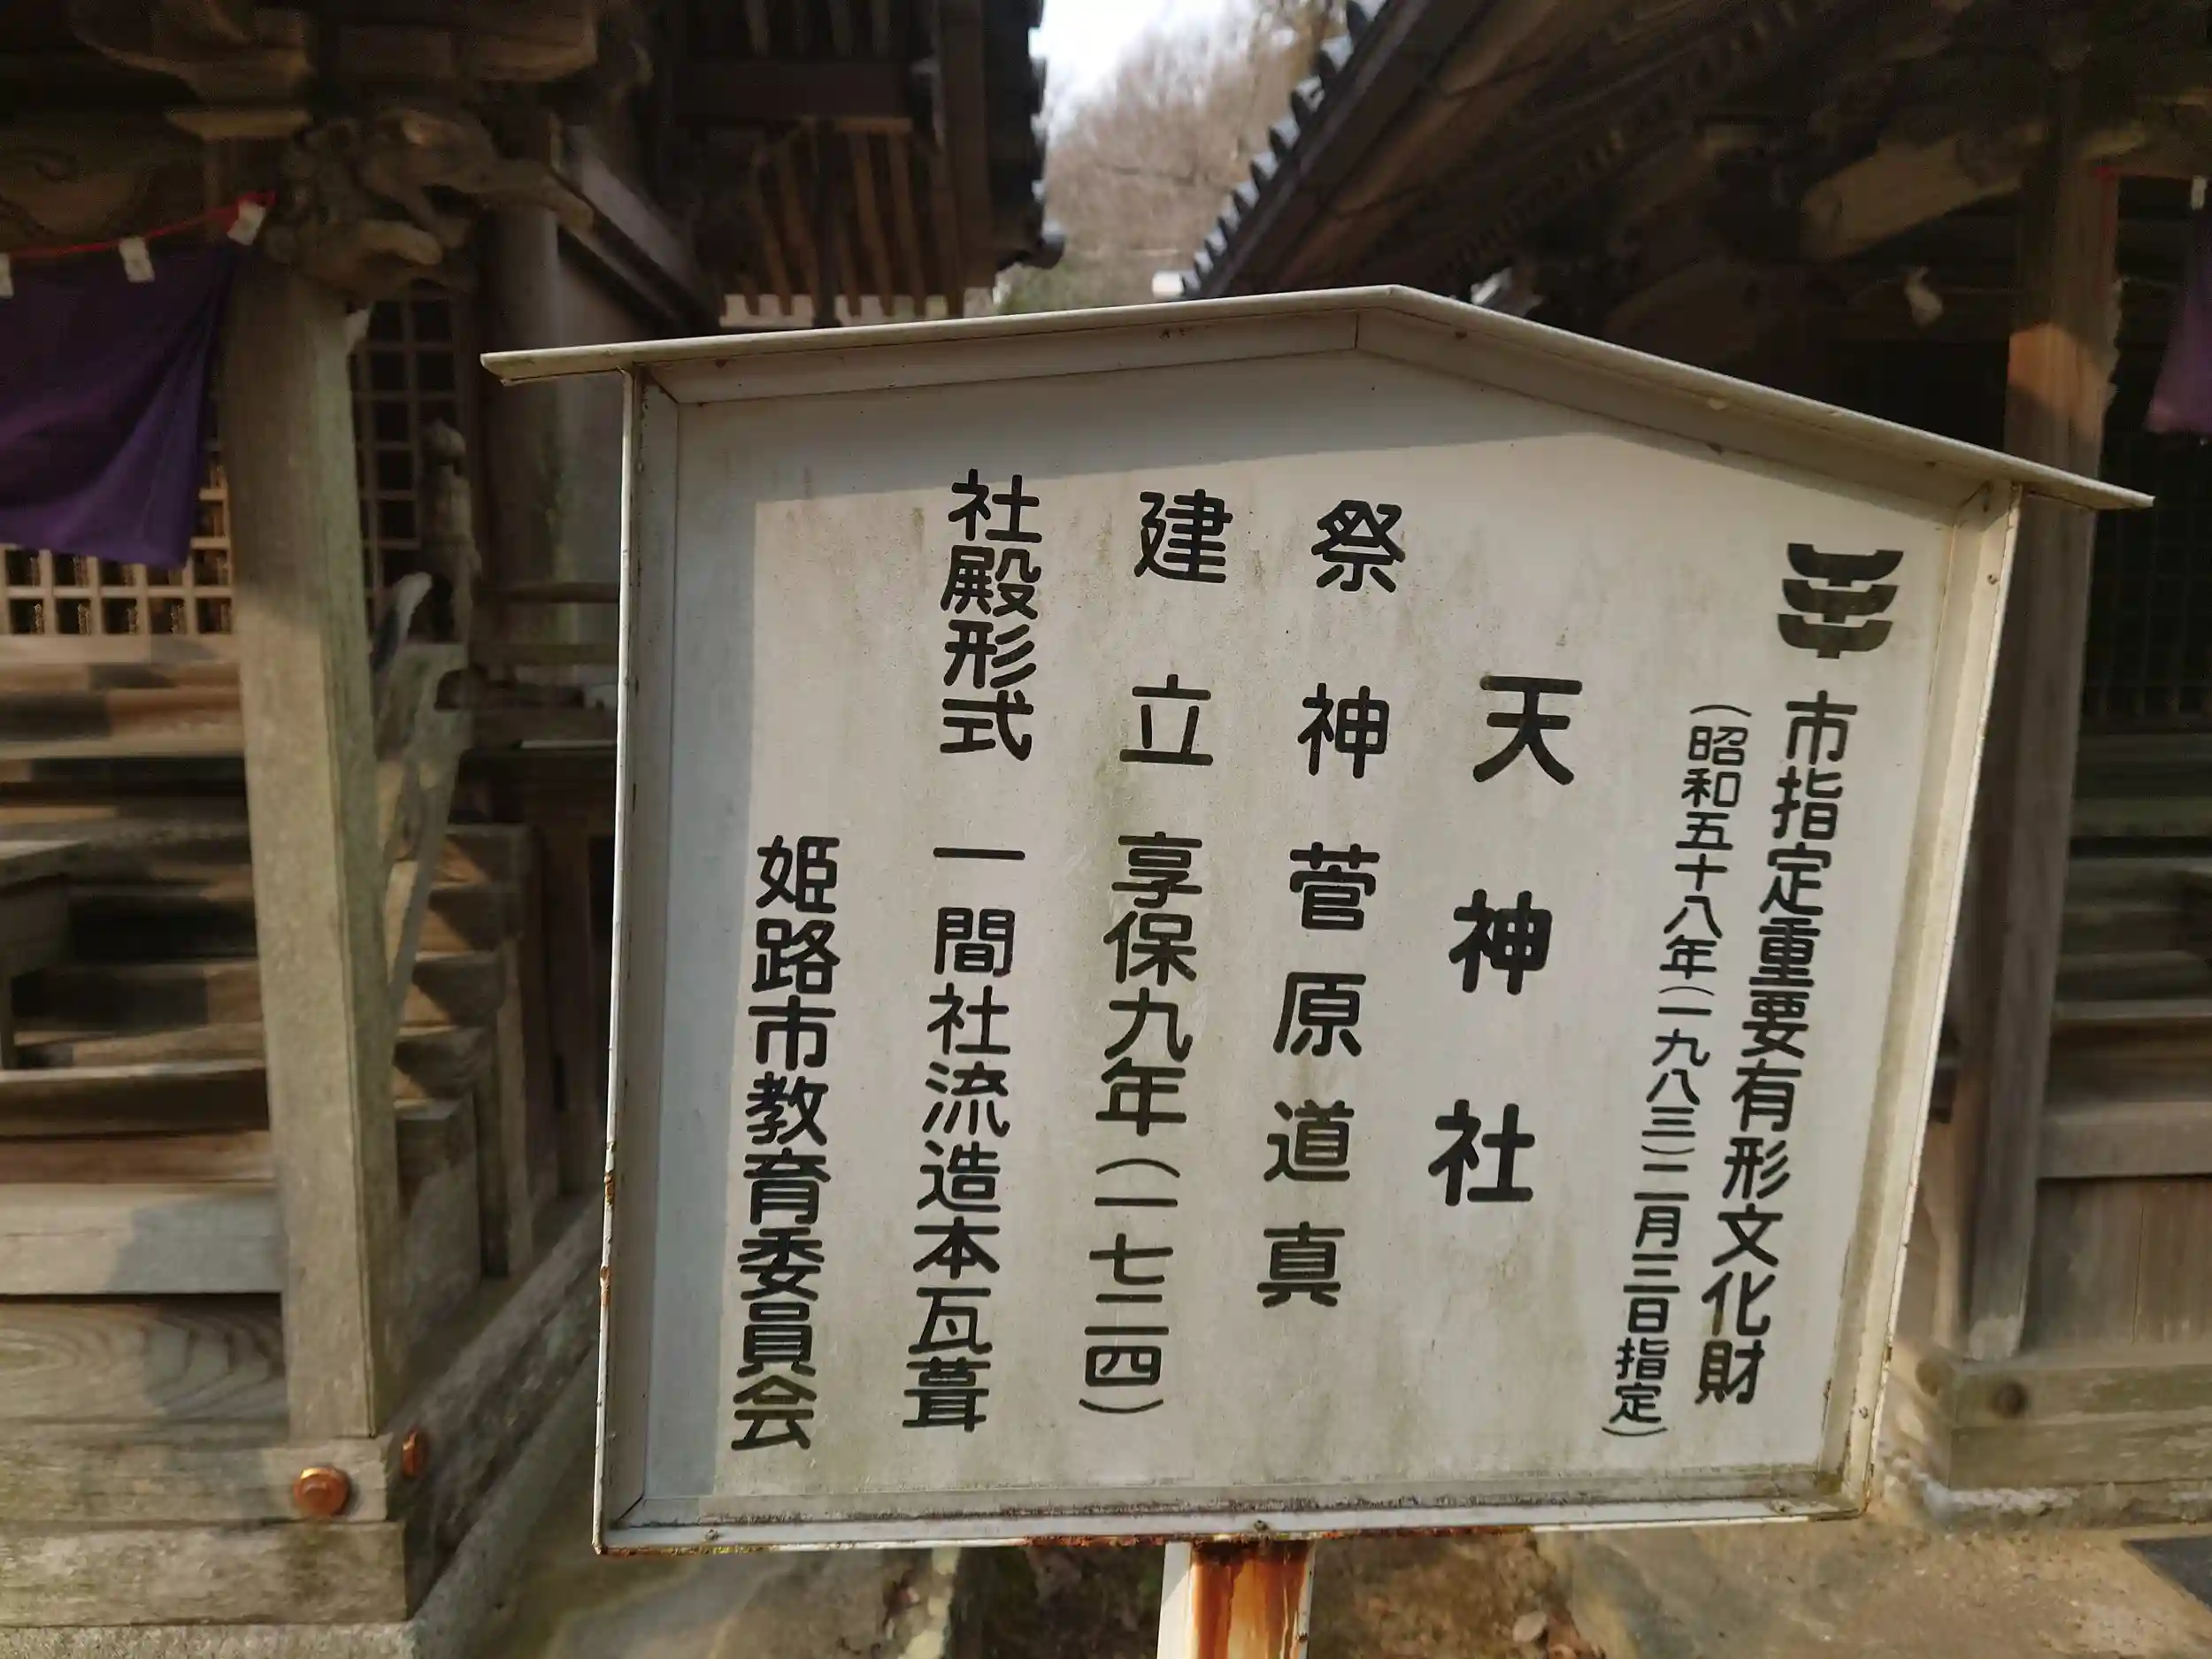 市指定重要有形文化財
(昭和五十八年(一九八三)二月三日指定)
天神社
祭神 菅原道真
建立 享保九年(一七二四)
社殿形式 一間社流造本瓦葺
姫路市教育委員会